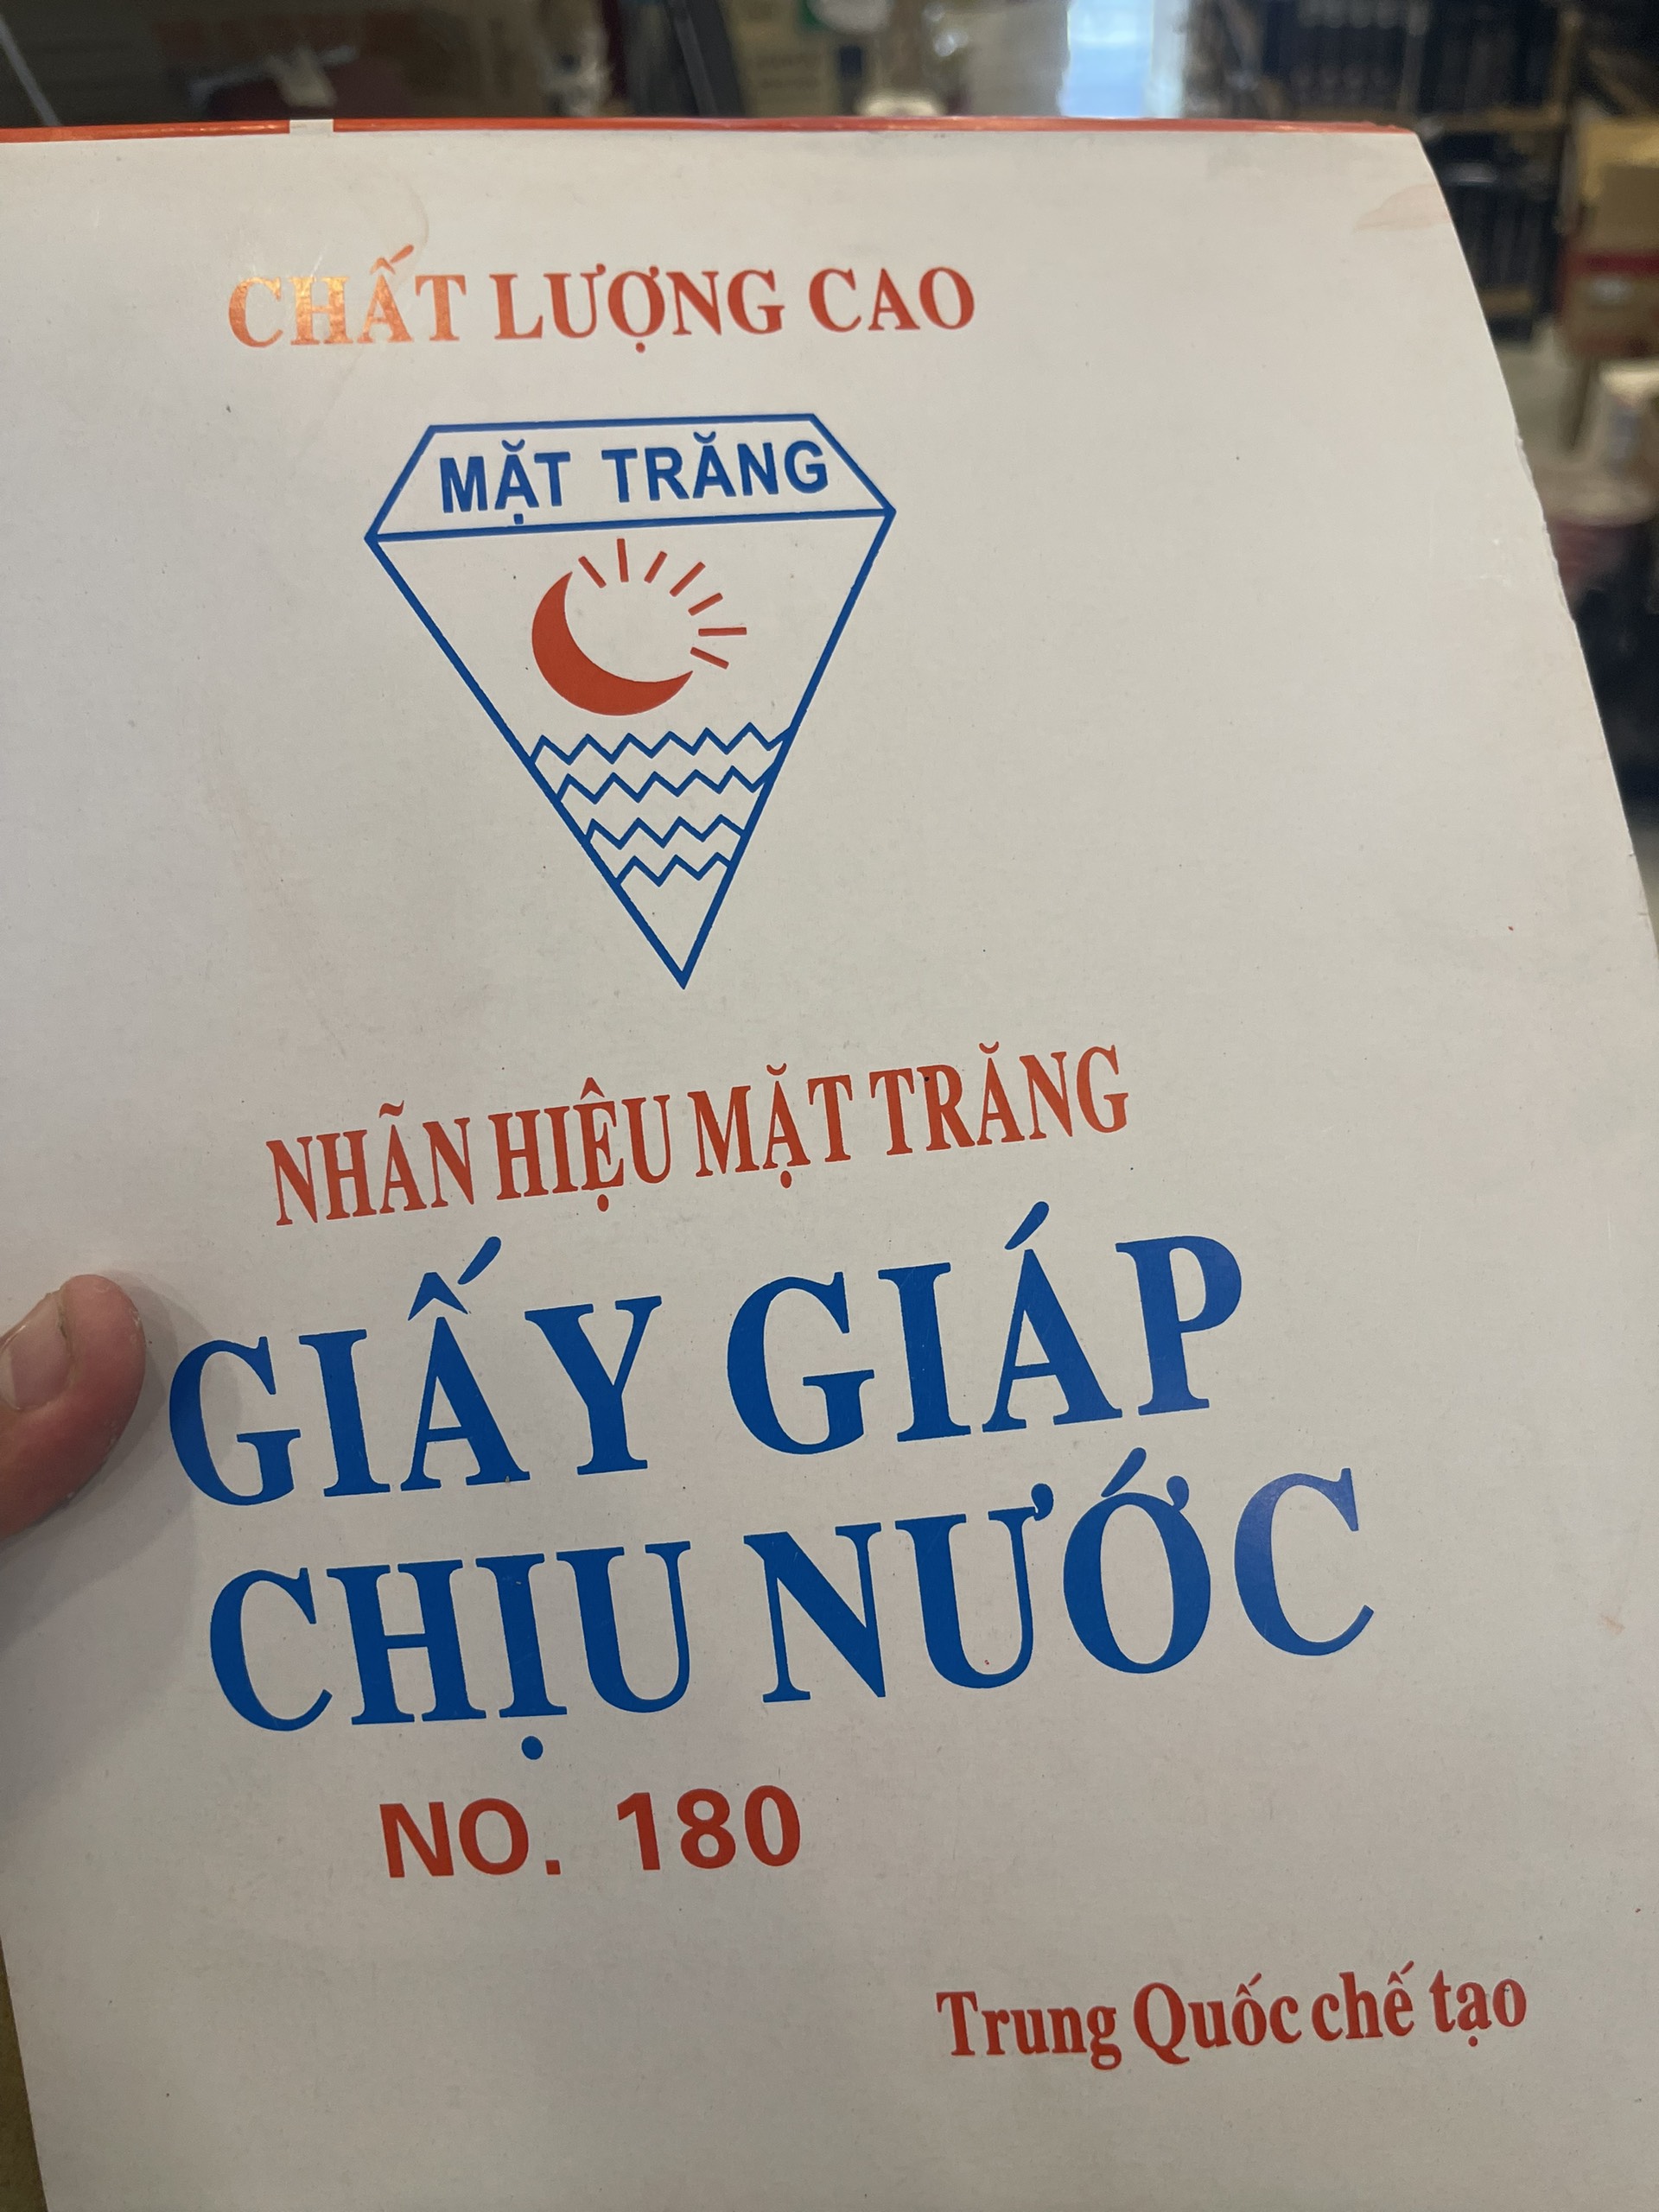 CHẤT LƯỢNG CAO
MẶT TRĂNG
NHÃN HIỆU MẶT TRĂNG
GIẤY GIÁP
CHỊU NƯỚC
NO. 180
Trung Quốc chế tạo